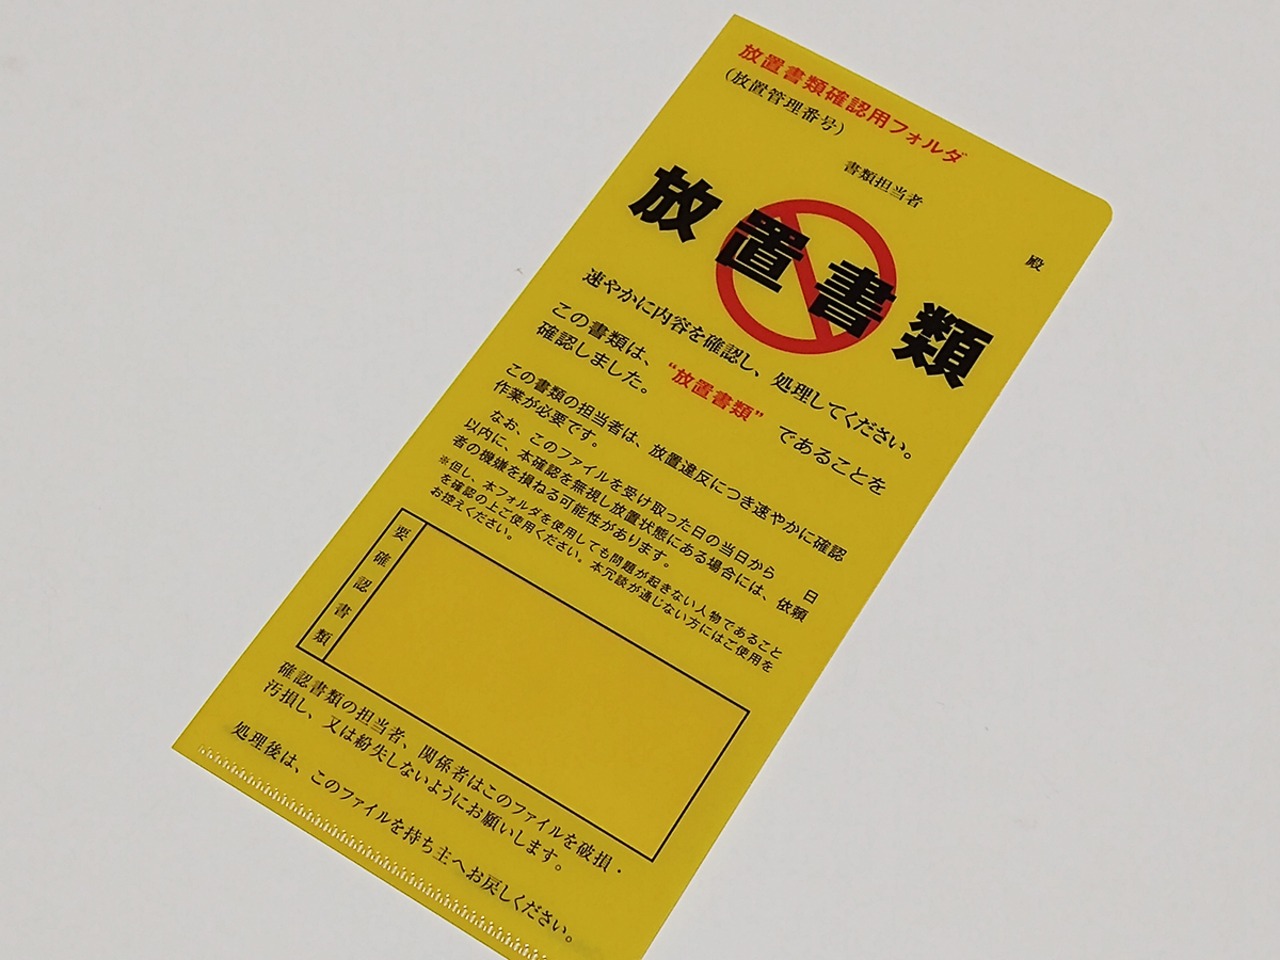 放置書類確認用フォルダ
(放置管理番号)
書類担当者
殿
放置書類
速やかに内容を確認し、処理してください。
この書類は、“放置書類”であることを
確認しました。
この書類の担当者は、放置違反につき速やかに確認
作業が必要です。
なお、このファイルを受け取った日の当日から　　日
以内に、本確認を無視し放置状態にある場合には、依頼
者の機嫌を損ねる可能性があります。
※但し、本フォルダを使用しても問題が起きない人物であること
を確認の上ご使用ください。本冗談が通じない方にはご使用を
お控えください。
要確認書類
確認書類の担当者、関係者はこのファイルを破損・
汚損し、又は紛失しないようにお願いします。
処理後は、このファイルを持ち主へお戻しください。